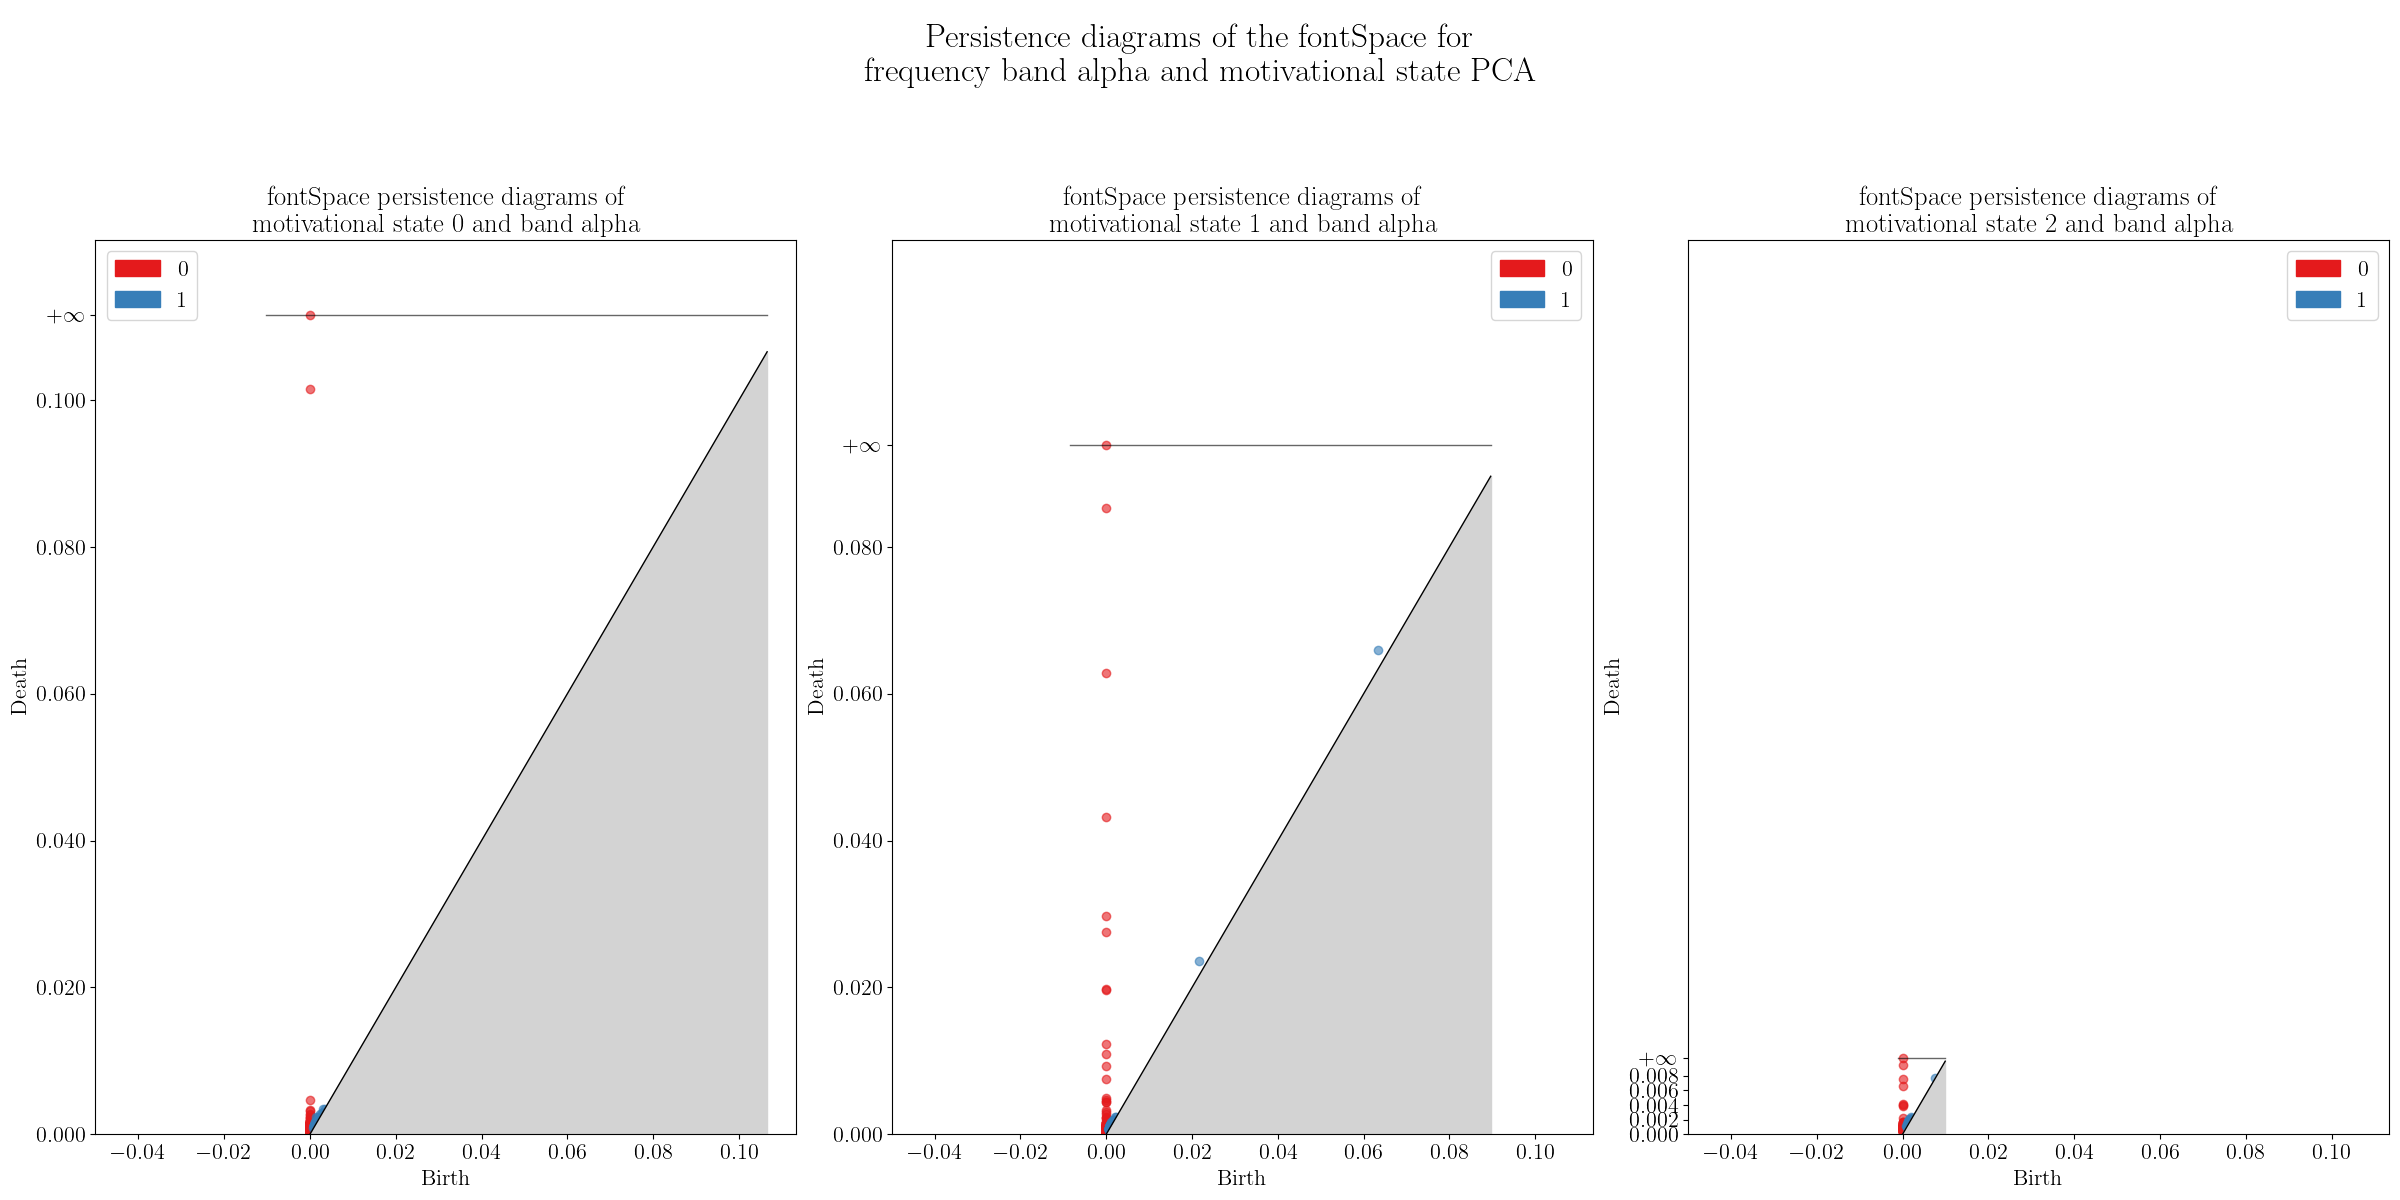 Persistence diagrams of the fontSpace for
frequency band alpha and motivational state PCA
fontSpace persistence diagrams of
motivational state 0 and band alpha
0
1
+∞
0.100
0.080
0.060
0.040
0.020
0.000
Death
−0.04 −0.02 0.00 0.02 0.04 0.06 0.08 0.10
Birth
fontSpace persistence diagrams of
motivational state 1 and band alpha
0
1
+∞
0.080
0.060
0.040
0.020
0.000
Death
−0.04 −0.02 0.00 0.02 0.04 0.06 0.08 0.10
Birth
fontSpace persistence diagrams of
motivational state 2 and band alpha
0
1
+∞
0.008
0.006
0.004
0.002
0.000
Death
−0.04 −0.02 0.00 0.02 0.04 0.06 0.08 0.10
Birth